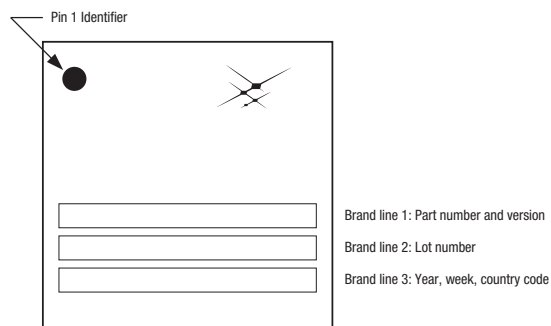 Pin 1 Identifier
Brand line 1: Part number and version
Brand line 2: Lot number
Brand line 3: Year, week, country code